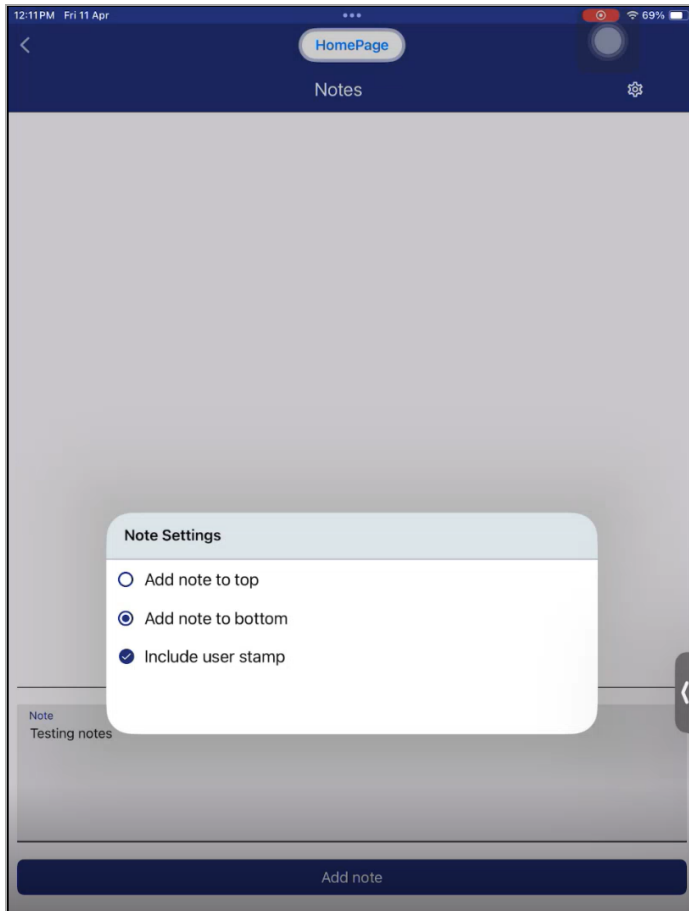 12:11PM Fri 11 Apr
69%
HomePage
Notes
Note Settings
Add note to top
Add note to bottom
Include user stamp
Note
Testing notes
Add note